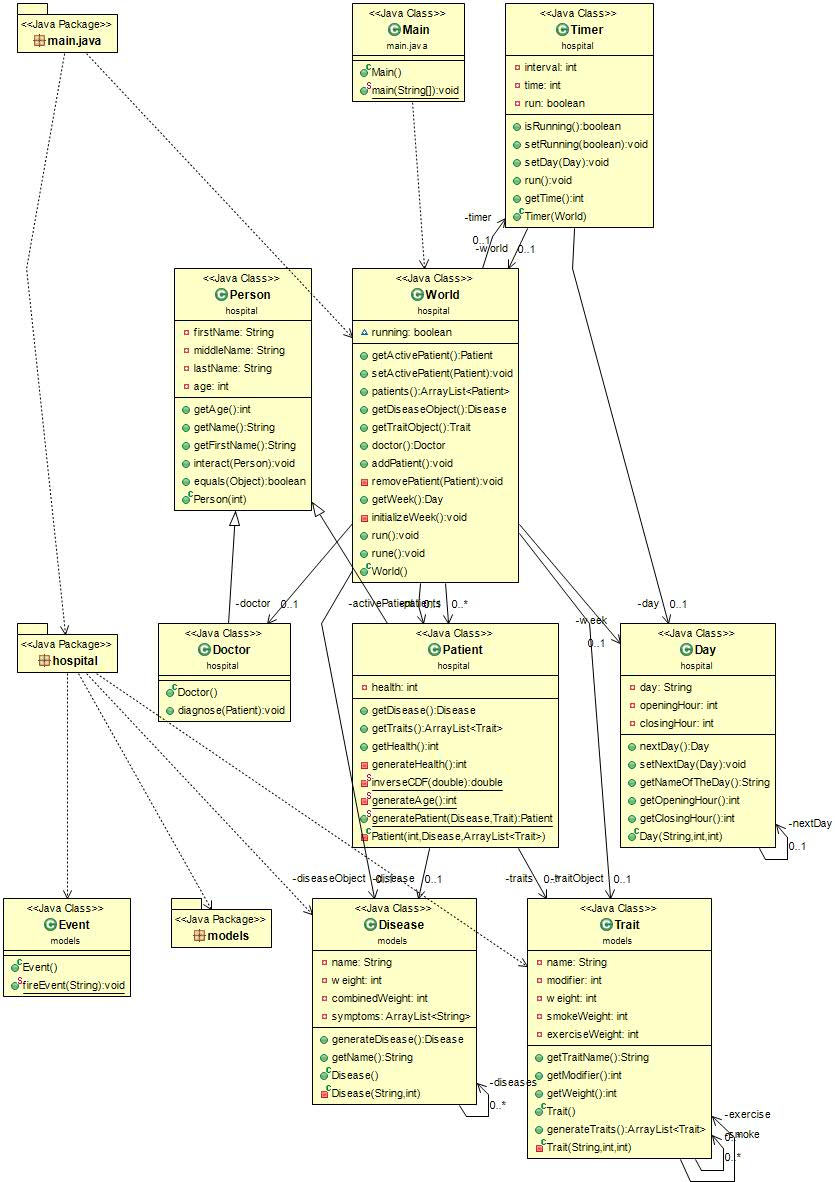 <<Java Package>>
main.java
<<Java Class>>
Main
main.java
Main()
main(String[]):void
<<Java Class>>
Timer
hospital
interval: int
time: int
run: boolean
isRunning():boolean
setRunning(boolean):void
setDay(Day):void
run():void
getTime():int
Timer(World)
-timer
0..1
-world
0..1
<<Java Class>>
Person
hospital
firstName: String
middleName: String
lastName: String
age: int
getAge():int
getName():String
getFirstName():String
interact(Person):void
equals(Object):boolean
Person(int)
<<Java Class>>
World
hospital
running: boolean
getActivePatient():Patient
setActivePatient(Patient):void
patients():ArrayList<Patient>
getDiseaseObject():Disease
getTraitObject():Trait
doctor():Doctor
addPatient():void
removePatient(Patient):void
getWeek():Day
initializeWeek():void
run():void
rune():void
World()
-doctor
0..1
-activePatient
-patients
0..1
0..*
-week
0..1
-day
0..1
<<Java Package>>
hospital
<<Java Class>>
Doctor
hospital
Doctor()
diagnose(Patient):void
<<Java Class>>
Patient
hospital
health: int
getDisease():Disease
getTraits():ArrayList<Trait>
getHealth():int
generateHealth():int
inverseCDF(double):double
generateAge():int
generatePatient(Disease,Trait):Patient
Patient(int,Disease,ArrayList<Trait>)
<<Java Class>>
Day
hospital
day: String
openingHour: int
closingHour: int
nextDay():Day
setNextDay(Day):void
getNameOfTheDay():String
getOpeningHour():int
getClosingHour():int
Day(String,int,int)
-nextDay
0..1
-diseaseObject
-disease
0..1
-traits
-traitObject
0..1
<<Java Class>>
Event
models
Event()
fireEvent(String):void
<<Java Package>>
models
<<Java Class>>
Disease
models
name: String
weight: int
combinedWeight: int
symptoms: ArrayList<String>
generateDisease():Disease
getName():String
Disease()
Disease(String,int)
-diseases
0..*
<<Java Class>>
Trait
models
name: String
modifier: int
weight: int
smokeWeight: int
exerciseWeight: int
getTraitName():String
getModifier():int
getWeight():int
Trait()
generateTraits():ArrayList<Trait>
Trait(String,int,int)
-exercise
-smoke
0..*